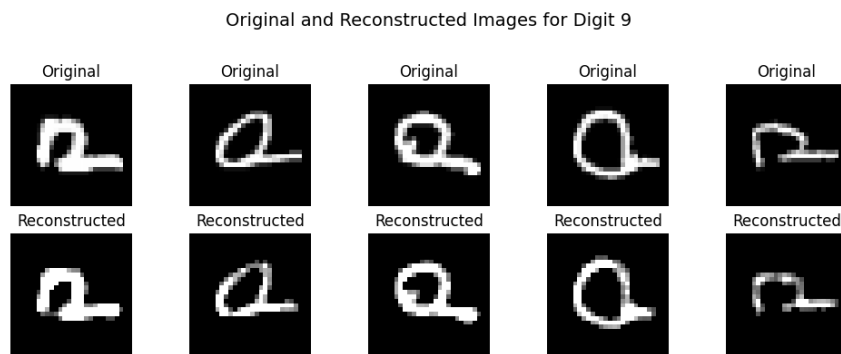 Original and Reconstructed Images for Digit 9
Original Original Original Original Original
Reconstructed Reconstructed Reconstructed Reconstructed Reconstructed